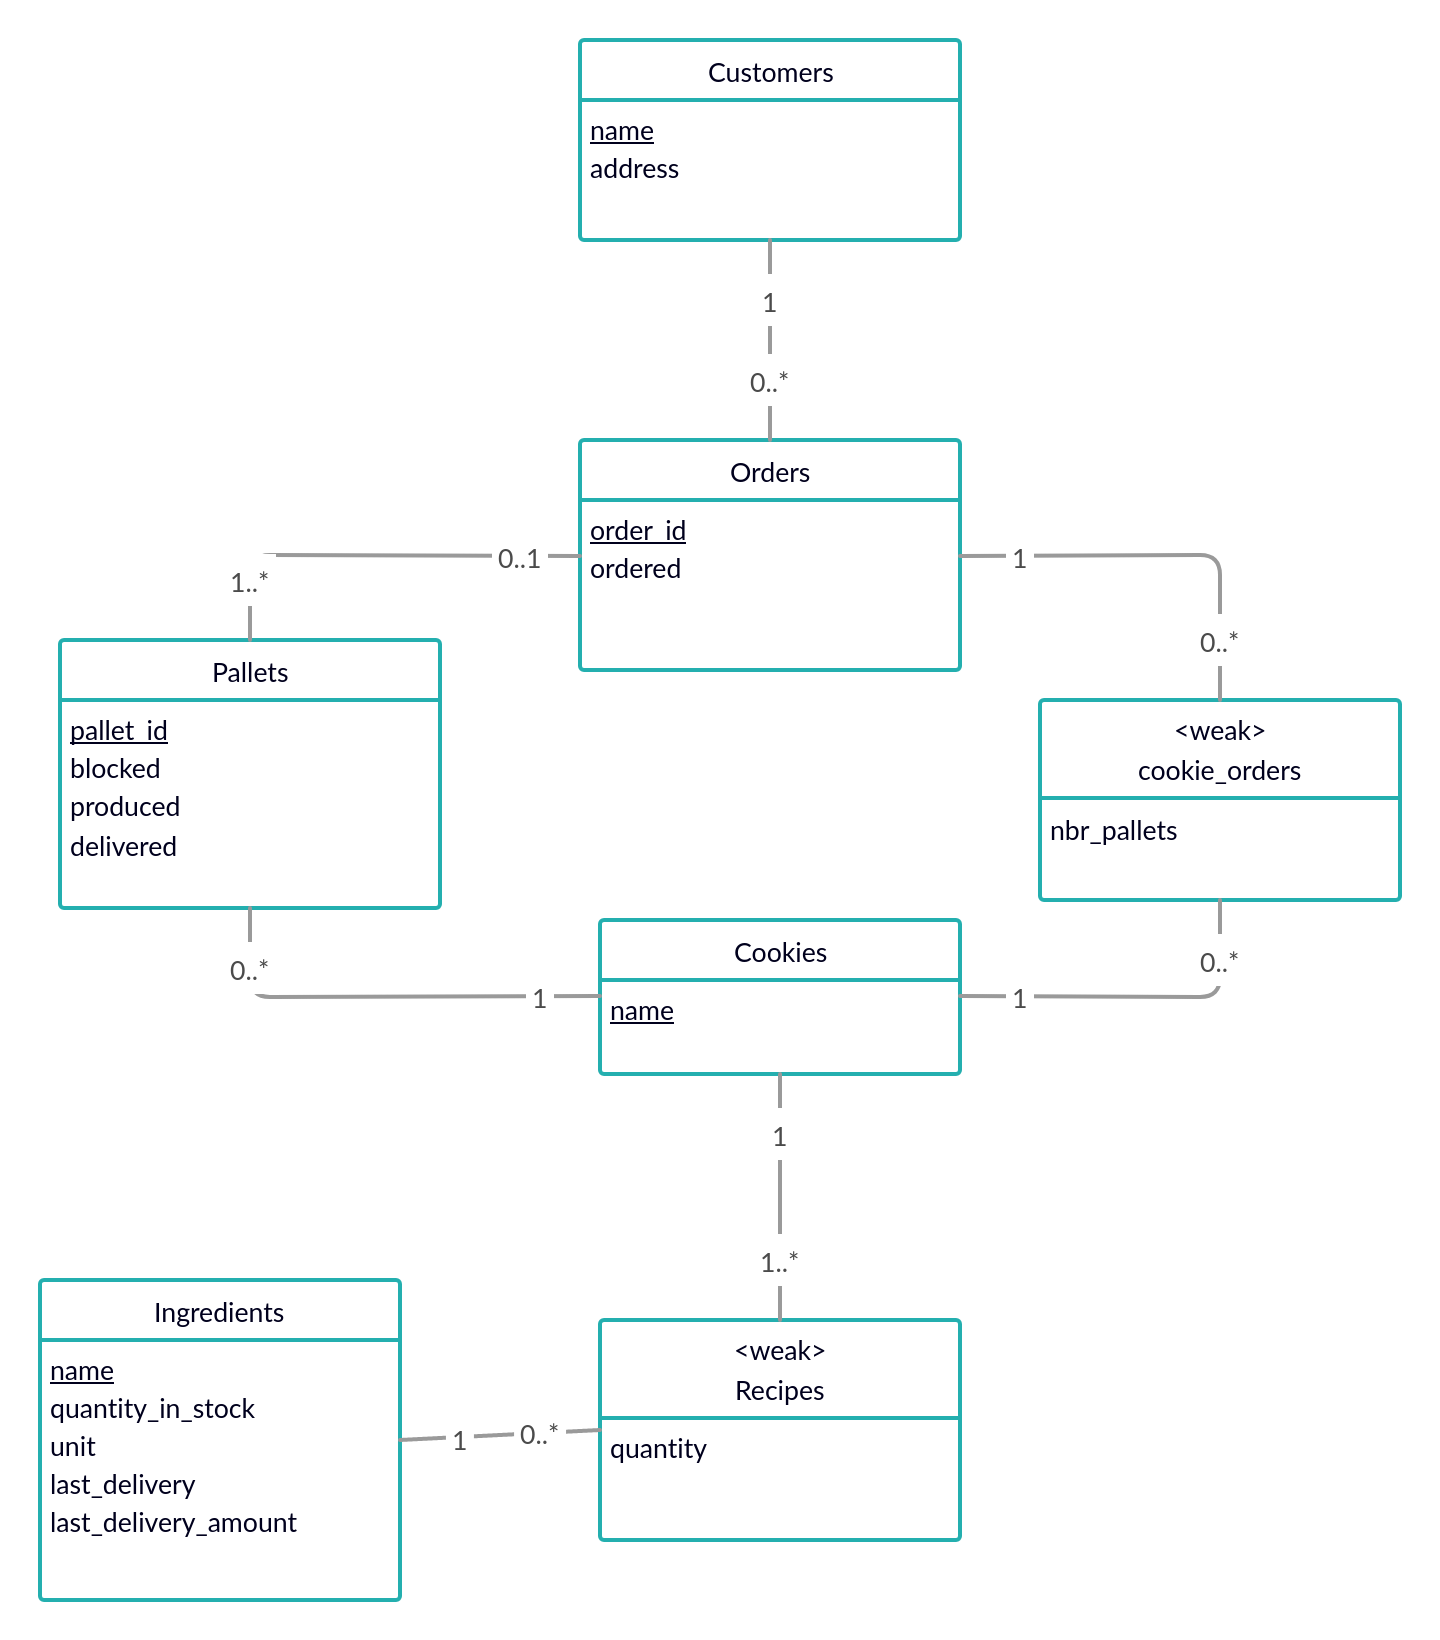 Customers
name
address
1
0..*
Orders
order_id
ordered
0..1
1..*
1
0..*
Pallets
pallet_id
blocked
produced
delivered
<weak>
cookie_orders
nbr_pallets
0..*
1
Cookies
name
1
0..*
1
1..*
Ingredients
name
quantity_in_stock
unit
last_delivery
last_delivery_amount
1
0..*
<weak>
Recipes
quantity